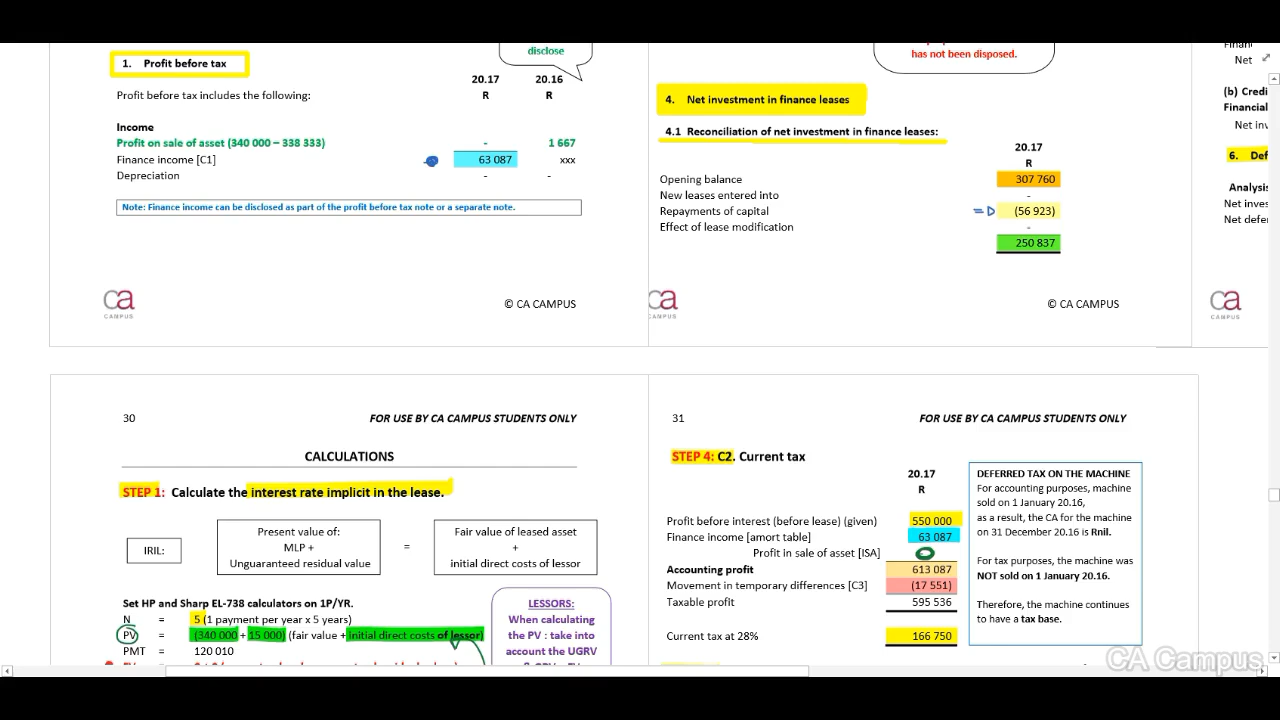 disclose
1. Profit before tax
20.17 20.16
Profit before tax includes the following: R R
Income
Profit on sale of asset (340 000 – 338 333) - 1 667
Finance income [C1] 63 087 xxx
Depreciation - -
Note: Finance income can be disclosed as part of the profit before tax note or a separate note.
ca
CAMPUS
© CA CAMPUS
has not been disposed.
4. Net investment in finance leases
4.1 Reconciliation of net investment in finance leases:
20.17
R
Opening balance 307 760
New leases entered into -
Repayments of capital (56 923)
Effect of lease modification -
250 837
ca
CAMPUS
© CA CAMPUS
Net
(b) Credi
Financial
Net inv
6. Def
Analysis
Net inves
Net defer
ca
CAMPUS
30 FOR USE BY CA CAMPUS STUDENTS ONLY
CALCULATIONS
STEP 1: Calculate the interest rate implicit in the lease.
IRIL:
Present value of:
MLP +
Unguaranteed residual value
=
Fair value of leased asset
+
initial direct costs of lessor
Set HP and Sharp EL-738 calculators on 1P/YR.
N = 5 (1 payment per year x 5 years)
PV = (340 000 + 15 000) (fair value + initial direct costs of lessor)
PMT = 120 010
LESSORS:
When calculating
the PV : take into
account the UGRV
31 FOR USE BY CA CAMPUS STUDENTS ONLY
STEP 4: C2. Current tax
20.17
R
Profit before interest (before lease) (given) 550 000
Finance income [amort table] 63 087
Profit in sale of asset [ISA]
Accounting profit 613 087
Movement in temporary differences [C3] (17 551)
Taxable profit 595 536
Current tax at 28% 166 750
DEFERRED TAX ON THE MACHINE
For accounting purposes, machine
sold on 1 January 20.16,
as a result, the CA for the machine
on 31 December 20.16 is Rnil.
For tax purposes, the machine was
NOT sold on 1 January 20.16.
Therefore, the machine continues
to have a tax base.
CA Campus